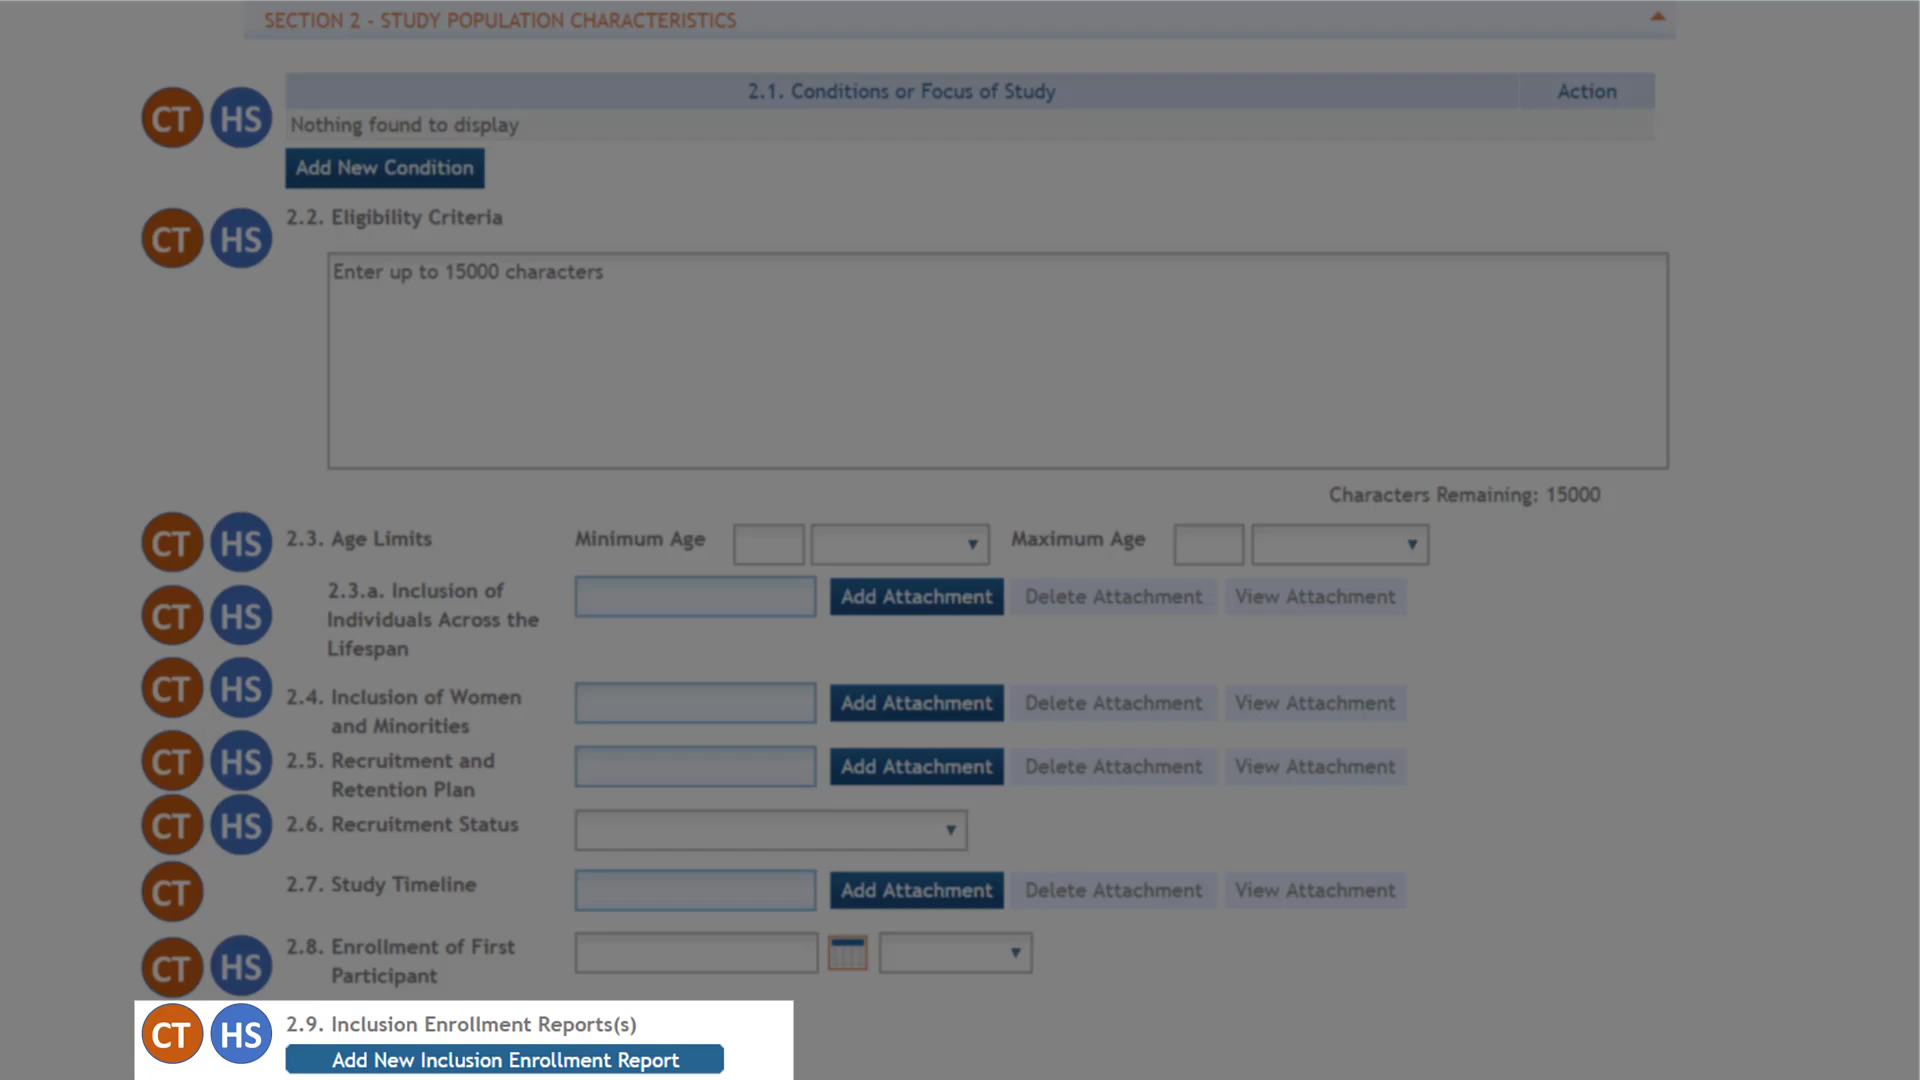 SECTION 2 - STUDY POPULATION CHARACTERISTICS
CT HS 2.1. Conditions or Focus of Study Action
Nothing found to display
Add New Condition
CT HS 2.2. Eligibility Criteria
Enter up to 15000 characters
Characters Remaining: 15000
CT HS 2.3. Age Limits Minimum Age Maximum Age
CT HS 2.3.a. Inclusion of Add Attachment Delete Attachment View Attachment
Individuals Across the
Lifespan
CT HS 2.4. Inclusion of Women Add Attachment Delete Attachment View Attachment
and Minorities
CT HS 2.5. Recruitment and Add Attachment Delete Attachment View Attachment
Retention Plan
CT HS 2.6. Recruitment Status
CT 2.7. Study Timeline Add Attachment Delete Attachment View Attachment
CT HS 2.8. Enrollment of First
Participant
CT HS 2.9. Inclusion Enrollment Reports(s)
Add New Inclusion Enrollment Report